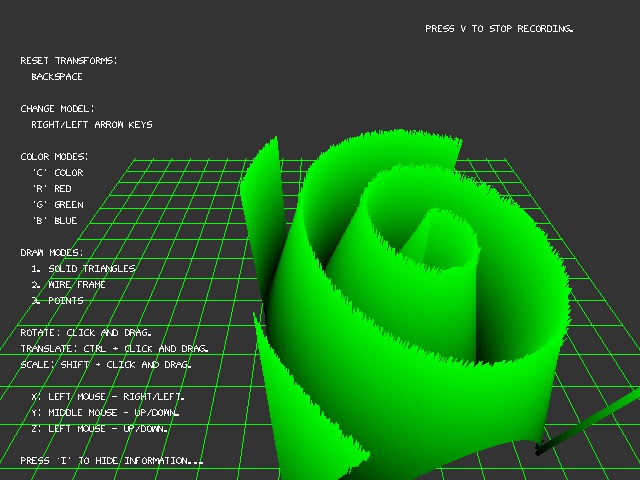 PRESS V TO STOP RECORDING.
RESET TRANSFORMS:
BACKSPACE
CHANGE MODEL:
RIGHT/LEFT ARROW KEYS
COLOR MODES:
'C' COLOR
'R' RED
'G' GREEN
'B' BLUE
DRAW MODES:
1. SOLID TRIANGLES
2. WIRE FRAME
3. POINTS
ROTATE: CLICK AND DRAG.
TRANSLATE: CTRL + CLICK AND DRAG.
SCALE: SHIFT + CLICK AND DRAG.
X: LEFT MOUSE - RIGHT/LEFT.
Y: MIDDLE MOUSE - UP/DOWN.
Z: LEFT MOUSE - UP/DOWN.
PRESS 'I' TO HIDE INFORMATION...